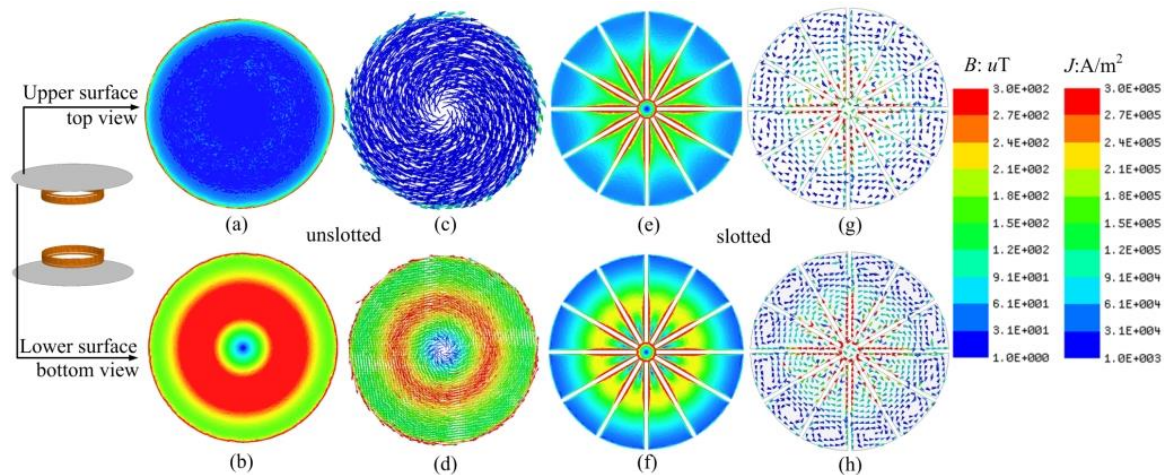 Upper surface
top view
Lower surface
bottom view
(a)
(c)
(e)
(g)
unslotted
slotted
(b)
(d)
(f)
(h)
B: uT
3.0E+002
2.7E+002
2.4E+002
2.1E+002
1.8E+002
1.5E+002
1.2E+002
9.1E+001
6.1E+001
3.1E+001
1.0E+000
J:A/m²
3.0E+005
2.7E+005
2.4E+005
2.1E+005
1.8E+005
1.5E+005
1.2E+005
9.1E+004
6.1E+004
3.1E+004
1.0E+003